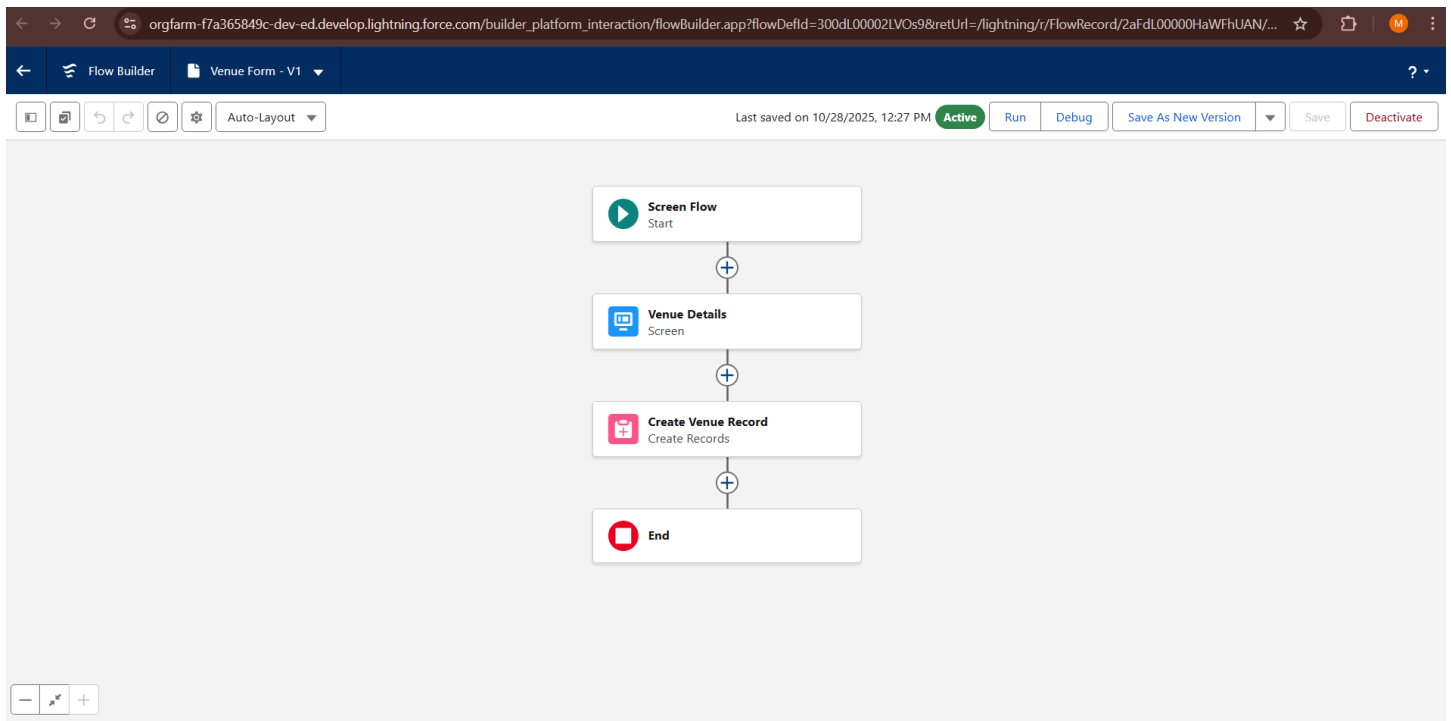 orgfarm-f7a365849c-dev-ed.develop.lightning.force.com/builder_platform_interaction/flowBuilder.app?flowDefId=300dL00002LVOs9&retUrl=/lightning/r/FlowRecord/2aFdL00000HaWFhUAN/...
M
Flow Builder
Venue Form - V1
?
Auto-Layout
Last saved on 10/28/2025, 12:27 PM Active Run Debug Save As New Version Save Deactivate
Screen Flow
Start
Venue Details
Screen
Create Venue Record
Create Records
End